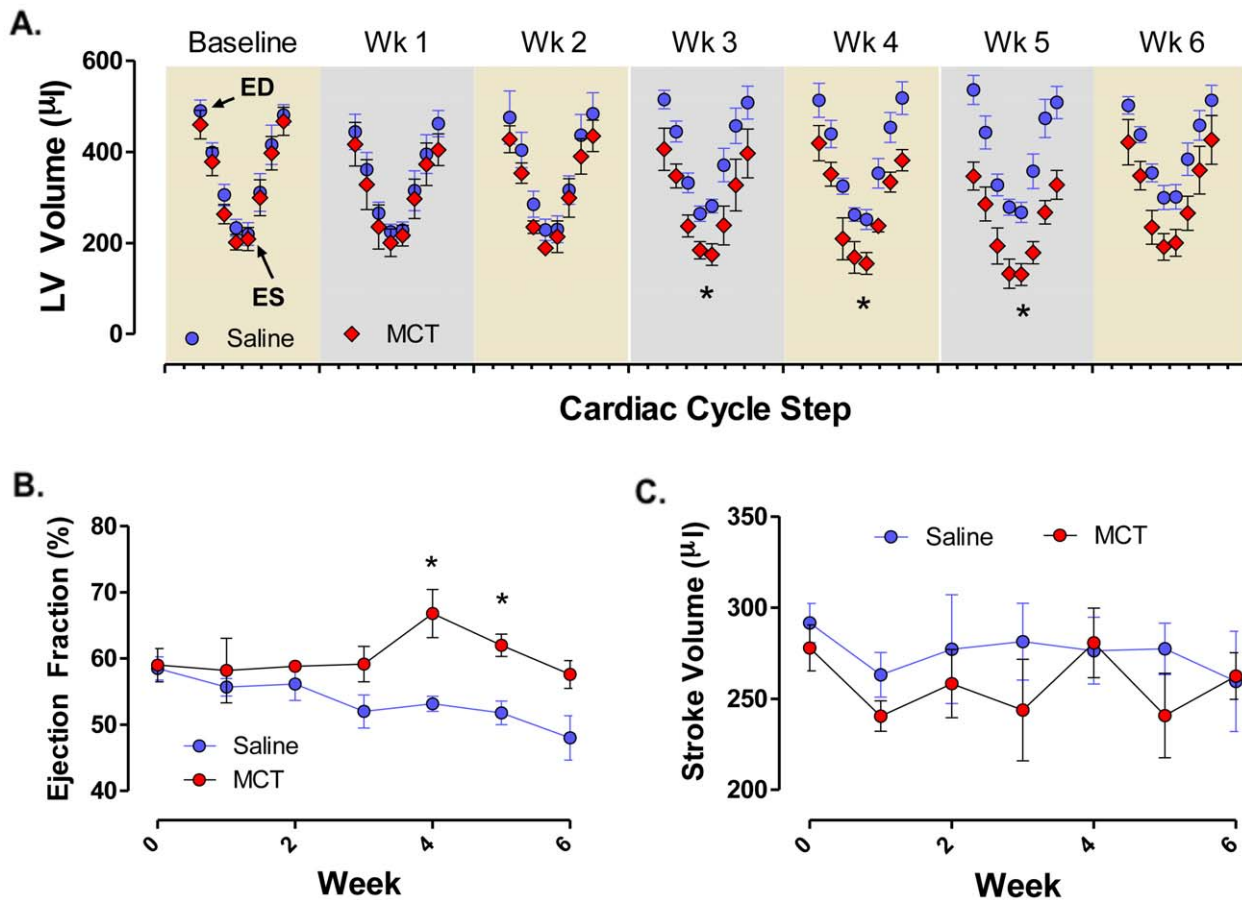 A.
Baseline Wk 1 Wk 2 Wk 3 Wk 4 Wk 5 Wk 6
LV Volume (μl)
600
400
200
0
ED
ES
* * *
Saline MCT
Cardiac Cycle Step
B.
Ejection Fraction (%)
80
70
60
50
40
* *
Saline
MCT
0 2 4 6
Week
C.
Stroke Volume (μl)
350
300
250
200
Saline MCT
0 2 4 6
Week